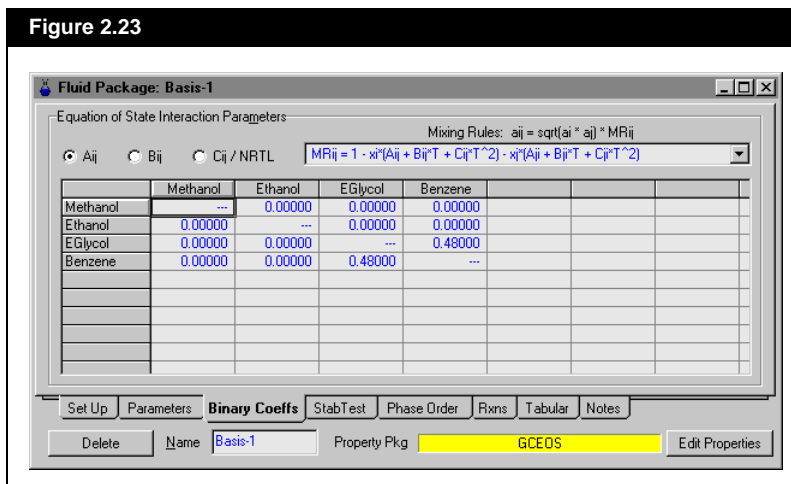 Figure 2.23
Fluid Package: Basis-1
Equation of State Interaction Parameters
Mixing Rules: aij = sqrt(ai * aj) * MRij
Aij Bij Cij / NRTL MRij = 1 - xi*(Aij + Bij*T + Cij*T^2) - xj*(Aji + Bji*T + Cji*T^2)
Methanol Ethanol EGlycol Benzene
Methanol --- 0.00000 0.00000 0.00000
Ethanol 0.00000 --- 0.00000 0.00000
EGlycol 0.00000 0.00000 --- 0.48000
Benzene 0.00000 0.00000 0.48000 ---
Set Up Parameters Binary Coeffs StabTest Phase Order Rxns Tabular Notes
Delete Name Basis-1 Property Pkg GCEOS Edit Properties